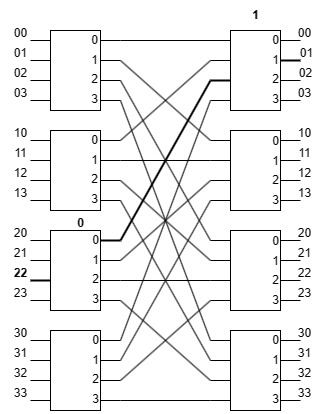 1
00 0 0 00
01 1 1 01
02 2 2 02
03 3 3 03
10 0 0 10
11 1 1 11
12 2 2 12
13 3 3 13
0
20 0 0 20
21 1 1 21
22 2 2 22
23 3 3 23
30 0 0 30
31 1 1 31
32 2 2 32
33 3 3 33